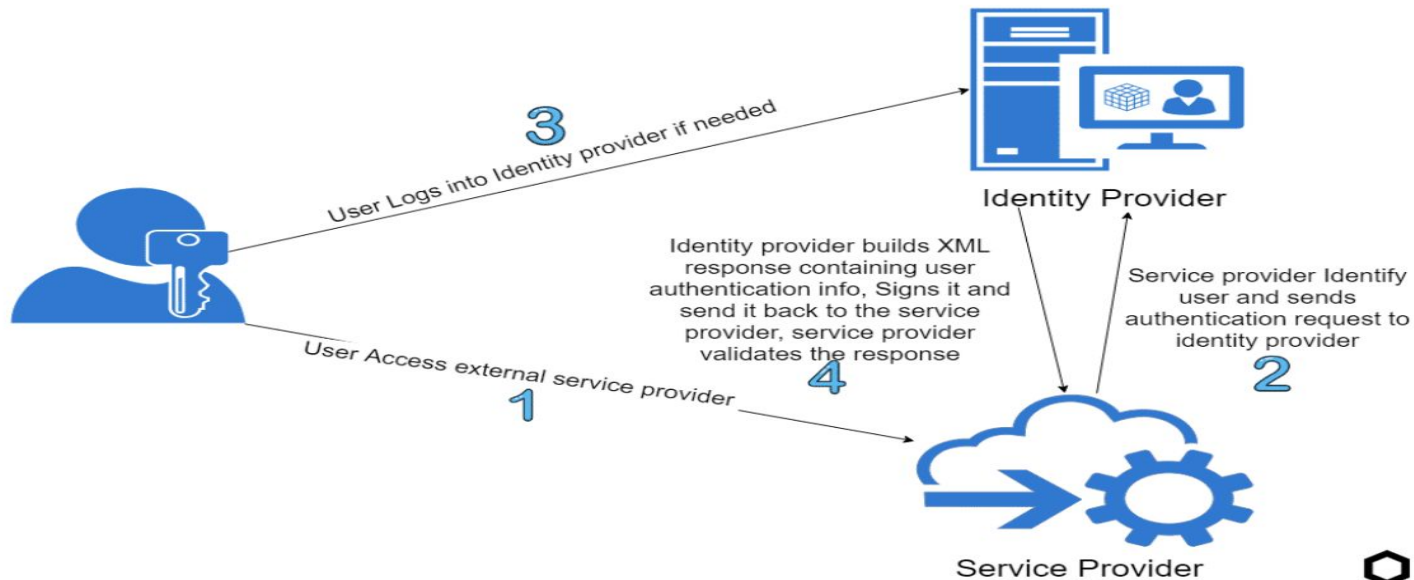 3
User Logs into Identity provider if needed
Identity Provider
Identity provider builds XML
response containing user
authentication info, Signs it and
send it back to the service
provider, service provider
validates the response
4
Service provider Identify
user and sends
authentication request to
identity provider
2
User Access external service provider
1
Service Provider